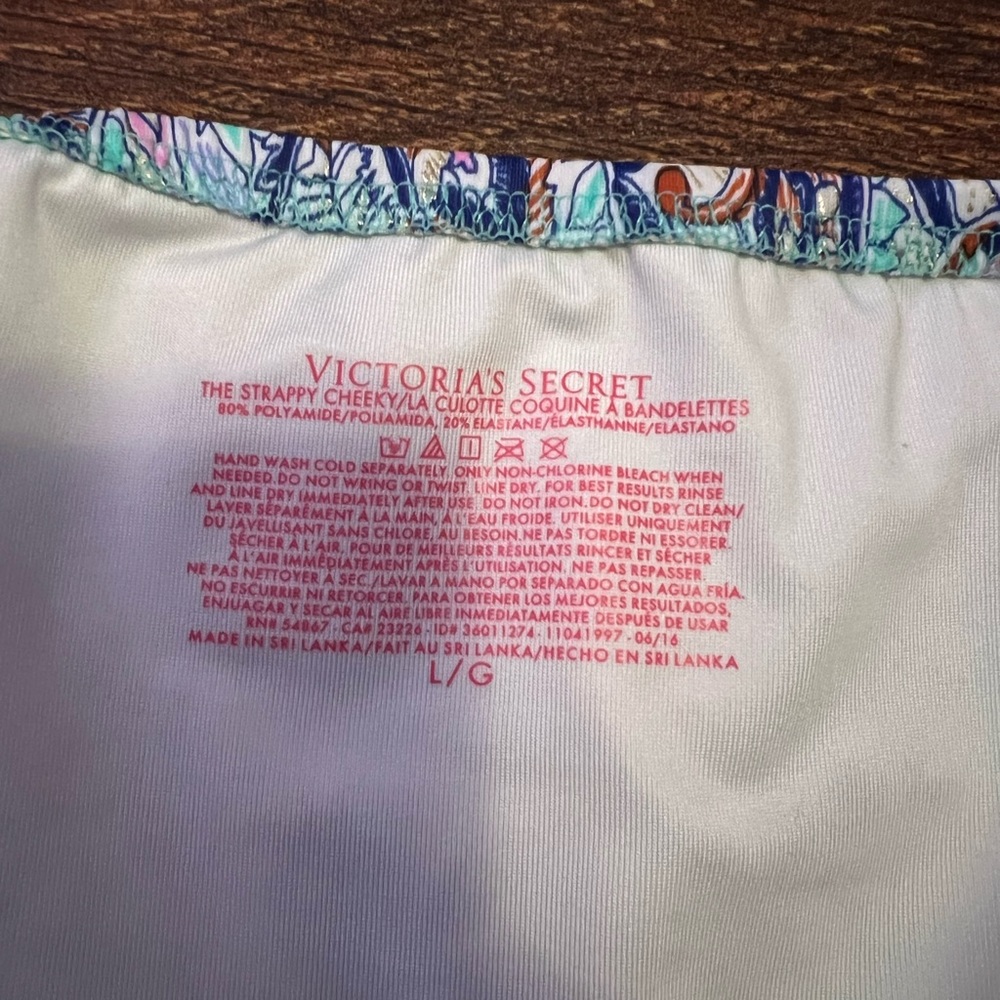 VICTORIA'S SECRET
THE STRAPPY CHEEKY/LA CULOTTE COQUINE À BANDELETTES
80% POLYAMIDE/POLIAMIDA, 20% ELASTANE/ÉLASTHANNE/ELASTANO
HAND WASH COLD SEPARATELY. ONLY NON-CHLORINE BLEACH WHEN
NEEDED. DO NOT WRING OR TWIST. LINE DRY. FOR BEST RESULTS RINSE
AND LINE DRY IMMEDIATELY AFTER USE. DO NOT IRON. DO NOT DRY CLEAN/
LAVER SÉPARÉMENT À LA MAIN, À L'EAU FROIDE. UTILISER UNIQUEMENT
DU JAVELLISANT SANS CHLORE, AU BESOIN. NE PAS TORDRE NI ESSORER.
SÉCHER À L'AIR. POUR DE MEILLEURS RÉSULTATS RINCER ET SÉCHER
À L'AIR IMMÉDIATEMENT APRÈS L'UTILISATION. NE PAS REPASSER.
NE PAS NETTOYER À SEC./LAVAR A MANO POR SEPARADO CON AGUA FRÍA.
NO ESCURRIR NI RETORCER. PARA OBTENER LOS MEJORES RESULTADOS,
ENJUAGAR Y SECAR AL AIRE LIBRE INMEDIATAMENTE DESPUÉS DE USAR
RN# 54867 · CA# 23226 · ID# 36011274 · 11041997 · 06/16
MADE IN SRI LANKA/FAIT AU SRI LANKA/HECHO EN SRI LANKA
L/G